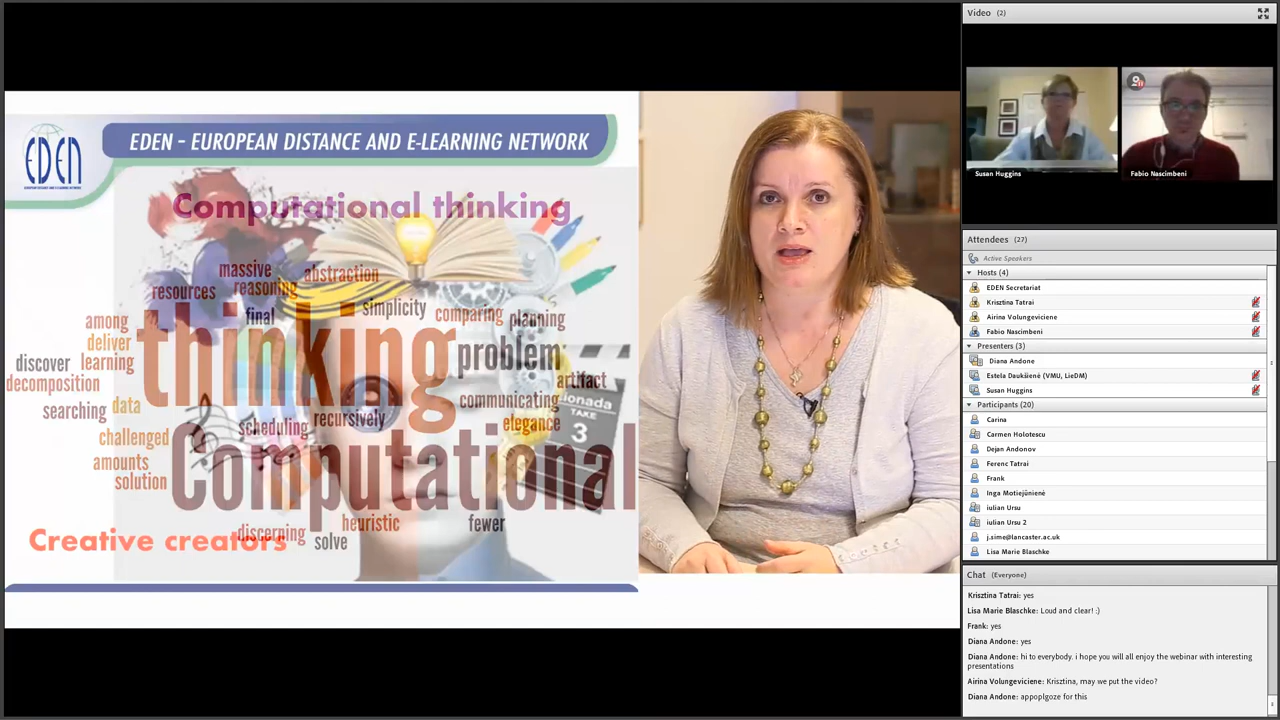 EDEN
EDEN - EUROPEAN DISTANCE AND E-LEARNING NETWORK
Computational thinking
massive
abstraction
resources
reasoning
simplicity
final
comparing
planning
among
thinking
deliver
problem
discover
learning
decomposition
artifact
searching
data
communicating
recursively
ionada
scheduling
elegance
TAKE
challenged
3
amounts
Computational
solution
heuristic
fewer
discerning
Creative creators
solve
Video (2)
Susan Huggins
Fabio Nascimbeni
Attendees (27)
Active Speakers
Hosts (4)
EDEN Secretariat
Krisztina Tatrai
Airina Volungeviciene
Fabio Nascimbeni
Presenters (3)
Diana Andone
Estela Daukšienė (VMU, LieDM)
Susan Huggins
Participants (20)
Carina
Carmen Holotescu
Dejan Andonov
Ferenc Tatrai
Frank
Inga Motiejūnienė
iulian Ursu
iulian Ursu 2
j.sime@lancaster.ac.uk
Lisa Marie Blaschke
Chat (Everyone)
Krisztina Tatrai: yes
Lisa Marie Blaschke: Loud and clear! :)
Frank: yes
Diana Andone: yes
Diana Andone: hi to everybody. i hope you will all enjoy the webinar with interesting
presentations
Airina Volungeviciene: Krisztina, may we put the video?
Diana Andone: appoplgoze for this